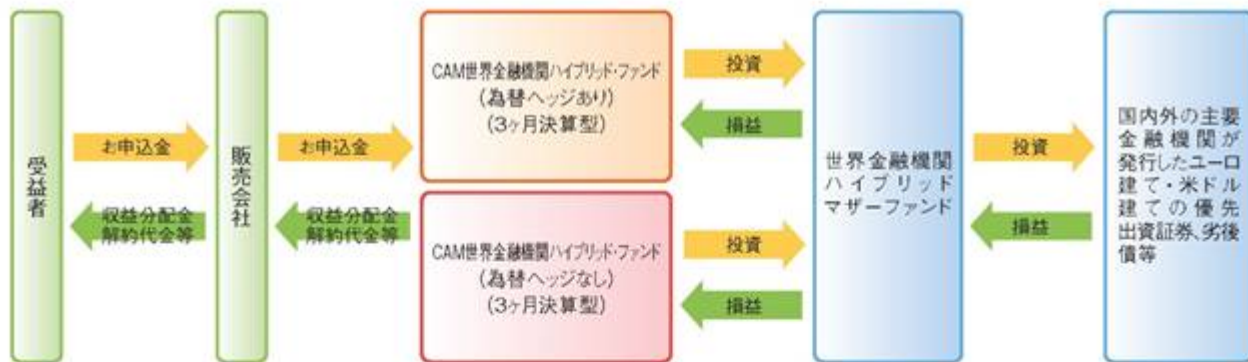 受益者
お申込金
収益分配金
解約代金等
販売会社
お申込金
収益分配金
解約代金等
CAM世界金融機関ハイブリッド・ファンド
(為替ヘッジあり)
(3ヶ月決算型)
CAM世界金融機関ハイブリッド・ファンド
(為替ヘッジなし)
(3ヶ月決算型)
投資
損益
投資
損益
世界金融機関
ハイブリッド
マザーファンド
投資
損益
国内外の主要
金融機関が
発行したユーロ
建て・米ドル
建ての優先
出資証券、劣後
債等